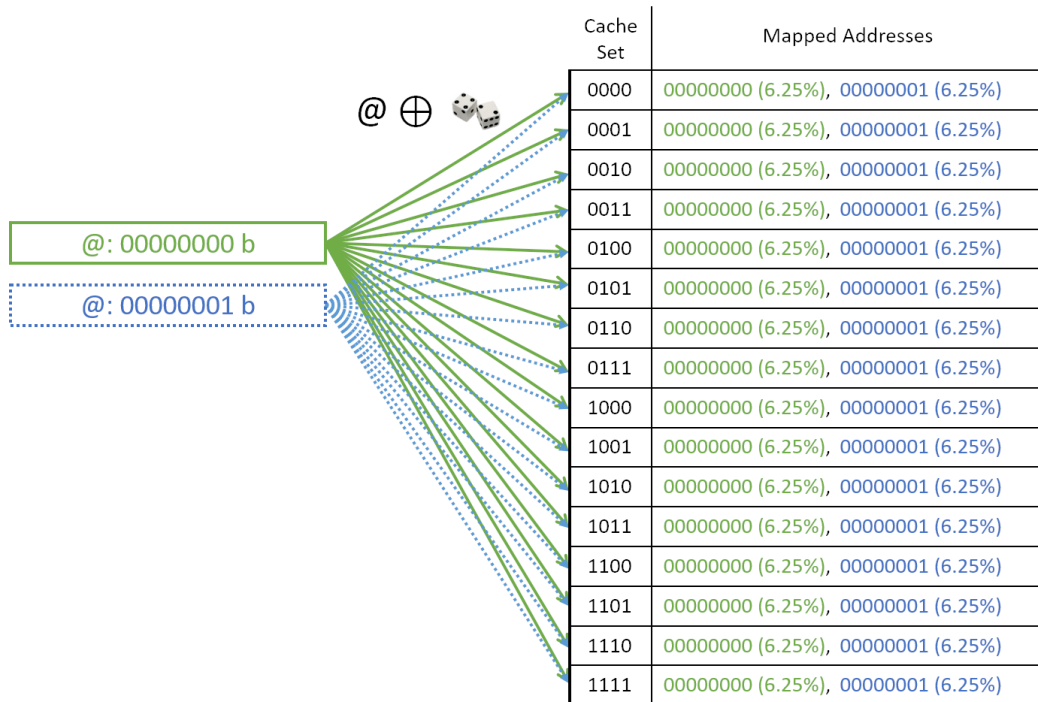 Cache Set Mapped Addresses
@ ⊕
@: 00000000 b
@: 00000001 b
0000 00000000 (6.25%), 00000001 (6.25%)
0001 00000000 (6.25%), 00000001 (6.25%)
0010 00000000 (6.25%), 00000001 (6.25%)
0011 00000000 (6.25%), 00000001 (6.25%)
0100 00000000 (6.25%), 00000001 (6.25%)
0101 00000000 (6.25%), 00000001 (6.25%)
0110 00000000 (6.25%), 00000001 (6.25%)
0111 00000000 (6.25%), 00000001 (6.25%)
1000 00000000 (6.25%), 00000001 (6.25%)
1001 00000000 (6.25%), 00000001 (6.25%)
1010 00000000 (6.25%), 00000001 (6.25%)
1011 00000000 (6.25%), 00000001 (6.25%)
1100 00000000 (6.25%), 00000001 (6.25%)
1101 00000000 (6.25%), 00000001 (6.25%)
1110 00000000 (6.25%), 00000001 (6.25%)
1111 00000000 (6.25%), 00000001 (6.25%)